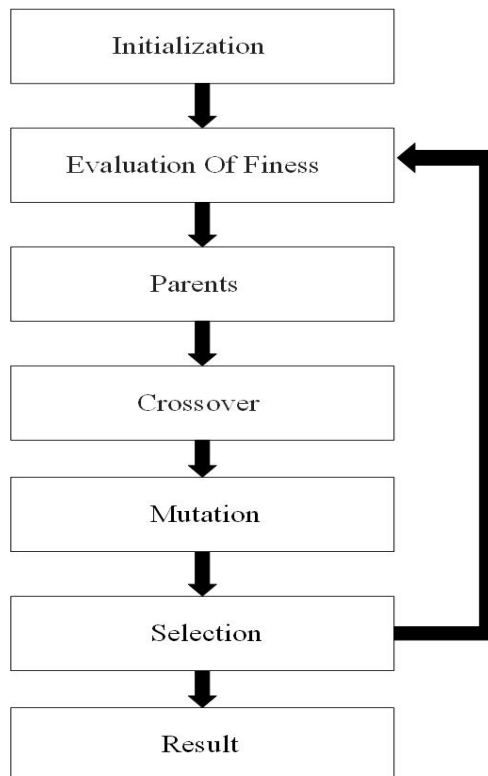 Initialization
Evaluation Of Finess
Parents
Crossover
Mutation
Selection
Result